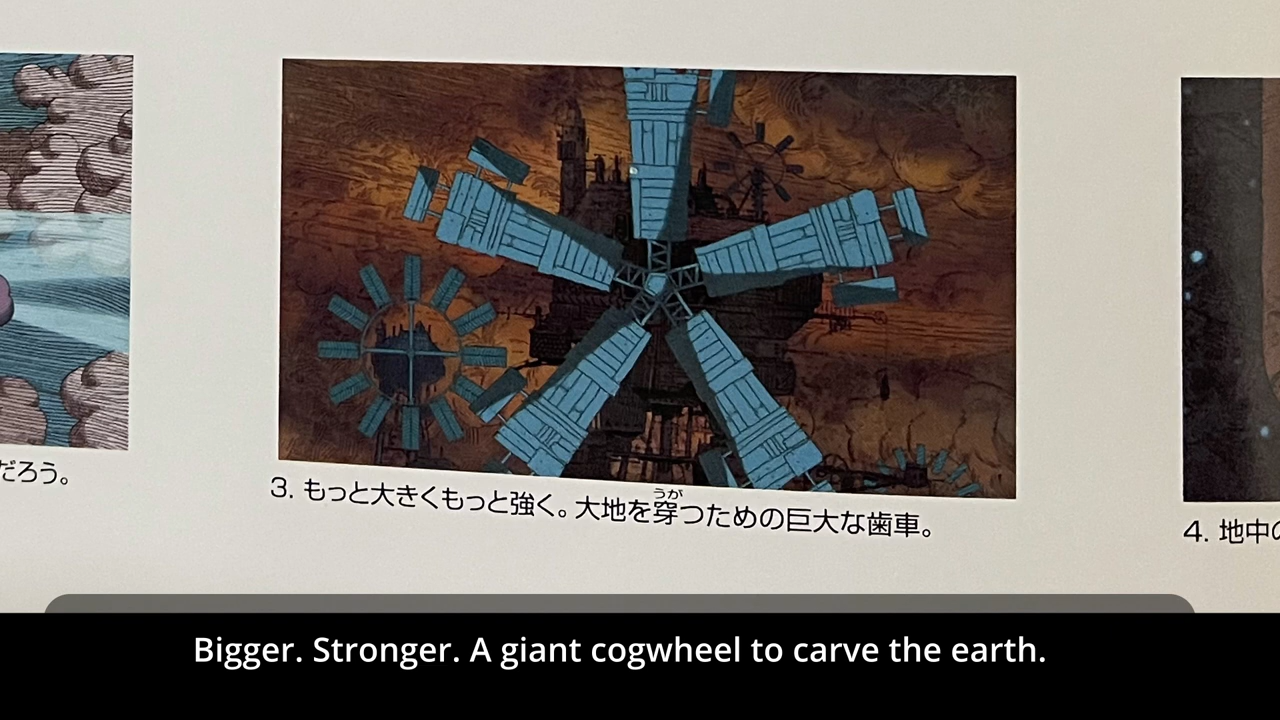 だろう。
3. もっと大きくもっと強く。大地を穿つための巨大な歯車。
うが
4. 地中の
Bigger. Stronger. A giant cogwheel to carve the earth.